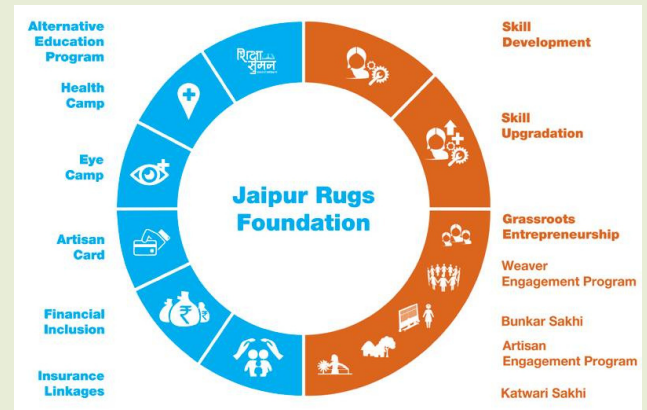 Alternative
Education
Program
Health
Camp
Eye
Camp
Artisan
Card
Financial
Inclusion
Insurance
Linkages
शिक्षा
सुमन
Jaipur Rugs
Foundation
₹
₹
Skill
Development
Skill
Upgradation
Grassroots
Entrepreneurship
Weaver
Engagement Program
Bunkar Sakhi
Artisan
Engagement Program
Katwari Sakhi